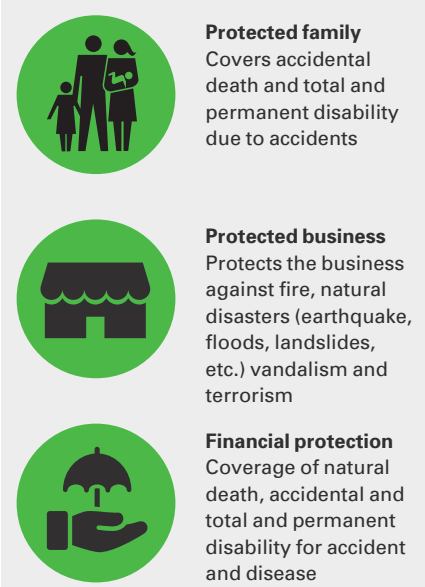 Protected family
Covers accidental
death and total and
permanent disability
due to accidents
Protected business
Protects the business
against fire, natural
disasters (earthquake,
floods, landslides,
etc.) vandalism and
terrorism
Financial protection
Coverage of natural
death, accidental and
total and permanent
disability for accident
and disease